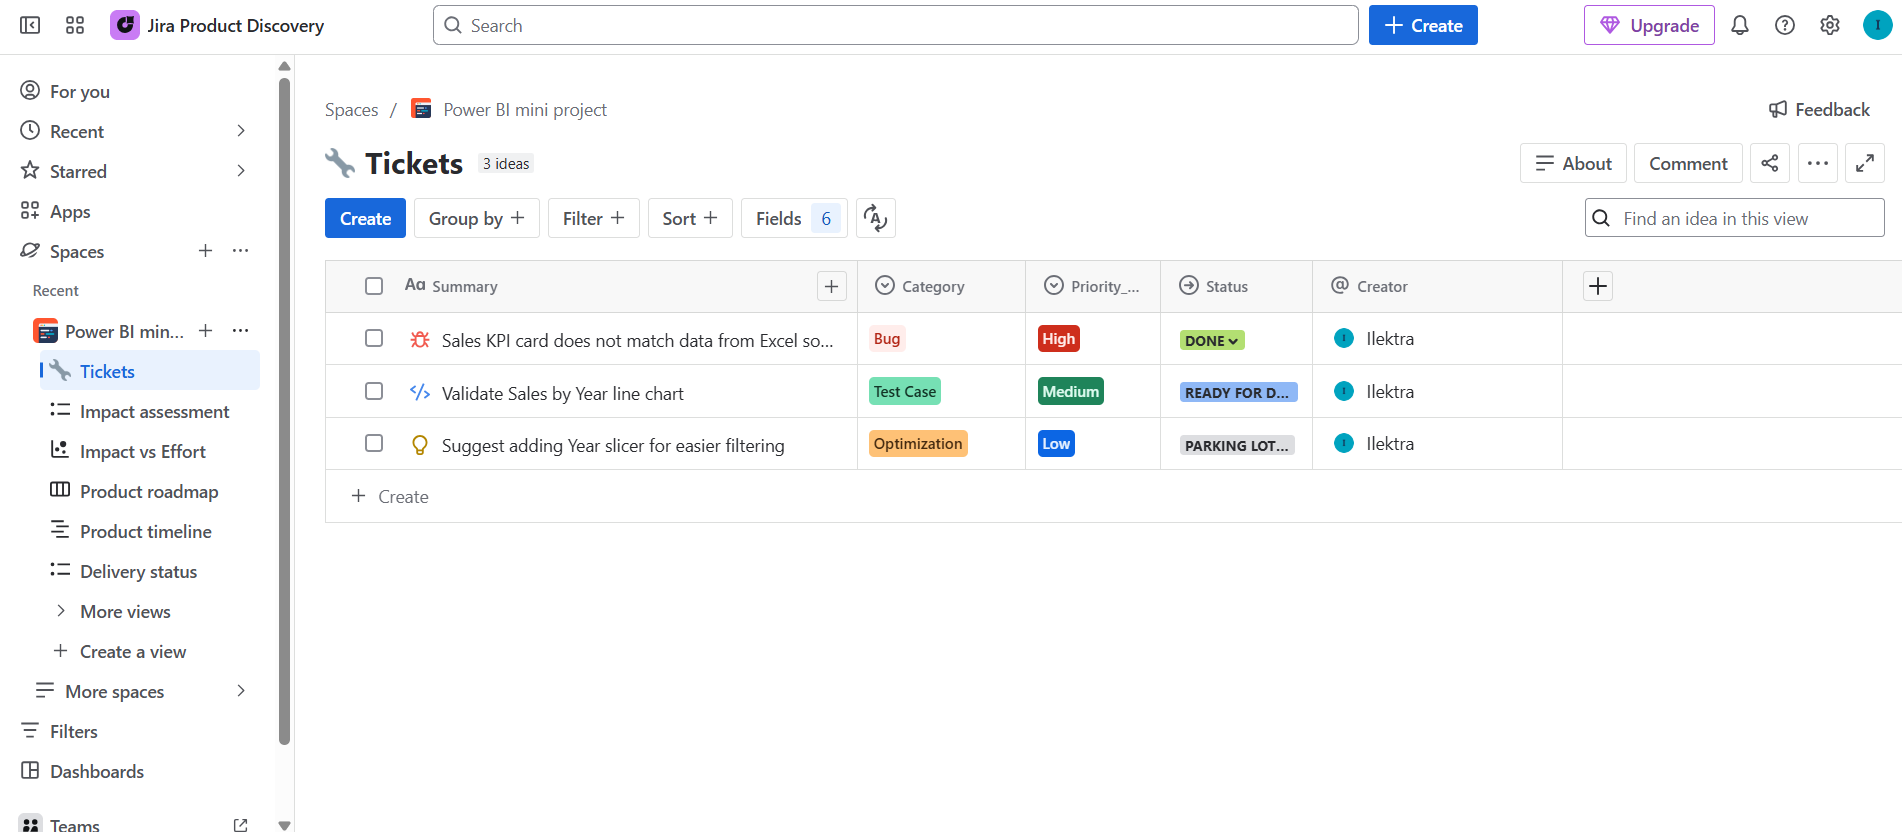 Jira Product Discovery
Search
Create
Upgrade
For you
Recent
Starred
Apps
Spaces
Recent
Power BI min...
Tickets
Impact assessment
Impact vs Effort
Product roadmap
Product timeline
Delivery status
More views
Create a view
More spaces
Filters
Dashboards
Teams
Spaces / Power BI mini project
Feedback
Tickets 3 ideas
About
Comment
Create
Group by
Filter
Sort
Fields 6
Find an idea in this view
Aa Summary
Category
Priority_...
Status
@ Creator
Sales KPI card does not match data from Excel so... Bug High DONE I Ilektra
</> Validate Sales by Year line chart Test Case Medium READY FOR D... I Ilektra
Suggest adding Year slicer for easier filtering Optimization Low PARKING LOT... I Ilektra
Create